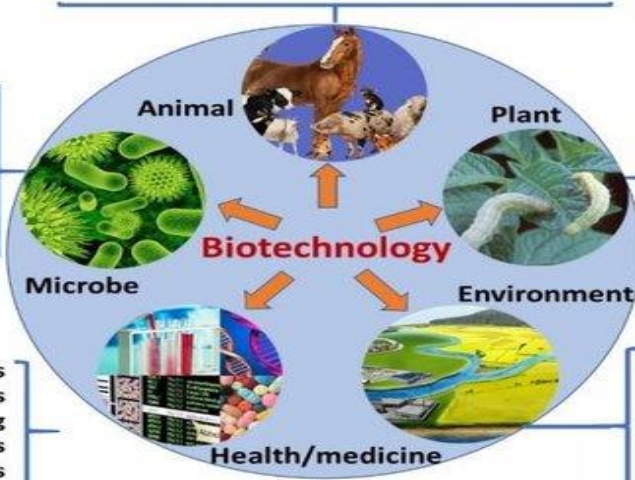 Animal
Plant
Biotechnology
Microbe
Environment
Health/medicine